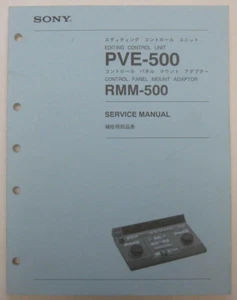 SONY
エディティング コントロール ユニット
EDITING CONTROL UNIT
PVE-500
コントロール パネル マウント アダプター
CONTROL PANEL MOUNT ADAPTOR
RMM-500
SERVICE MANUAL
補修用部品表